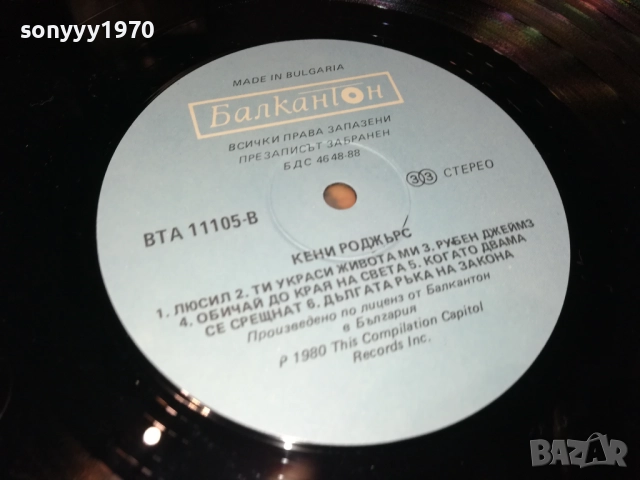 sonyyy1970
MADE IN BULGARIA
БалканТон
ВСИЧКИ ПРАВА ЗАПАЗЕНИ
ПРЕЗАПИСЪТ ЗАБРАНЕН
БДС 4648-88
ВТА 11105-В
33 СТЕРЕО
КЕНИ РОДЖЪРС
1. ЛЮСИЛ 2. ТИ УКРАСИ ЖИВОТА МИ 3. РУБЕН ДЖЕЙМЗ
4. ОБИЧАЙ ДО КРАЯ НА СВЕТА 5. КОГАТО ДВАМА
СЕ СРЕЩНАТ 6. ДЪЛГАТА РЪКА НА ЗАКОНА
Произведено по лиценз от Балкантон
в България
P 1980 This Compilation Capitol
Records Inc.
BAZAR